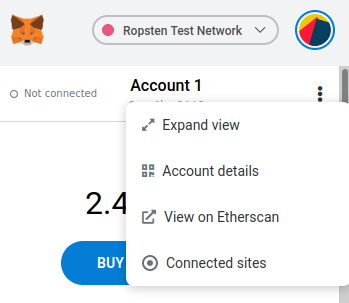 Ropsten Test Network
Not connected
Account 1
Expand view
Account details
2.4
View on Etherscan
BUY
Connected sites